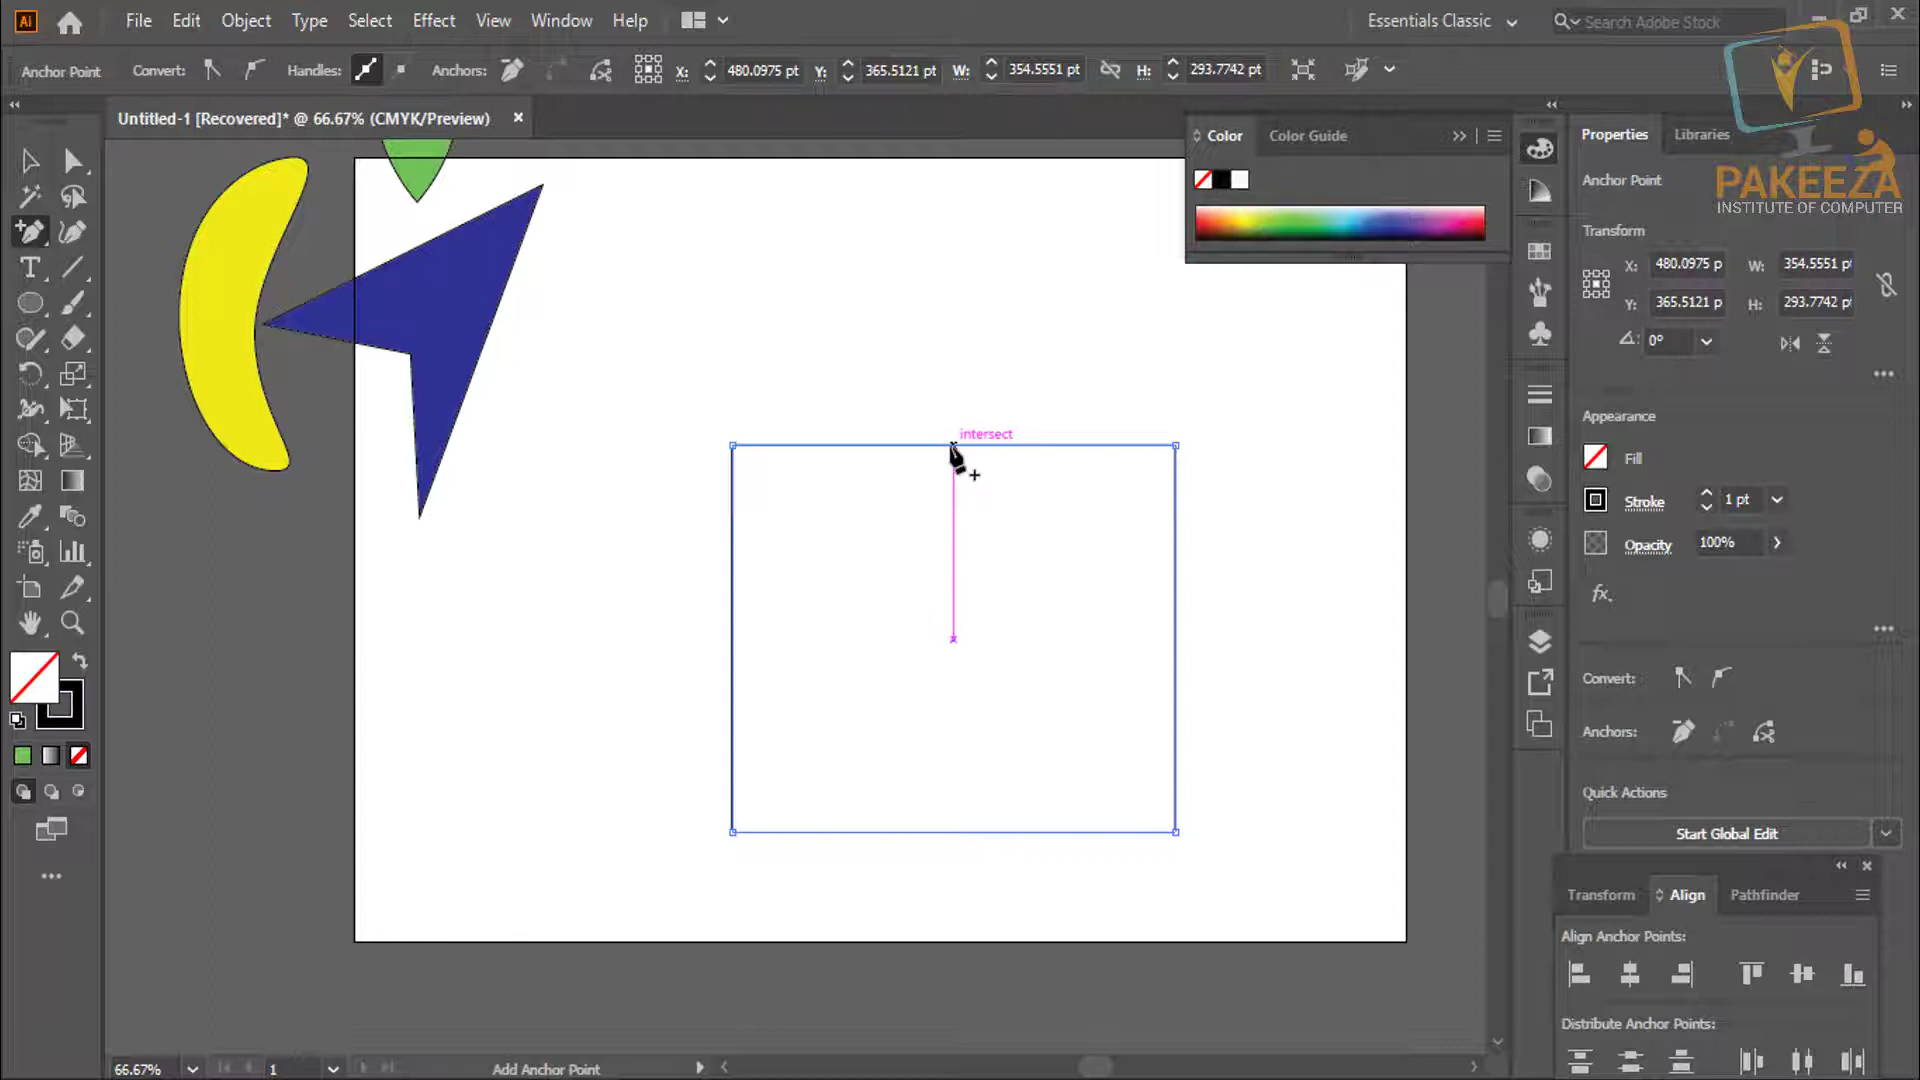 Ai File Edit Object Type Select Effect View Window Help Essentials Classic Search Adobe Stock
Anchor Point Convert: Handles: Anchors: X: 480.0975 pt Y: 365.5121 pt W: 354.5551 pt H: 293.7742 pt
Untitled-1 [Recovered]* @ 66.67% (CMYK/Preview)
Color Color Guide
Properties Libraries
Anchor Point
PAKEEZA
INSTITUTE OF COMPUTER
Transform
X: 480.0975 p W: 354.5551 p
Y: 365.5121 p H: 293.7742 p
0°
Appearance
intersect
Fill
Stroke 1 pt
Opacity 100%
fx.
Convert:
Anchors:
Quick Actions
Start Global Edit
Transform Align Pathfinder
Align Anchor Points:
Distribute Anchor Points:
66.67% 1 Add Anchor Point